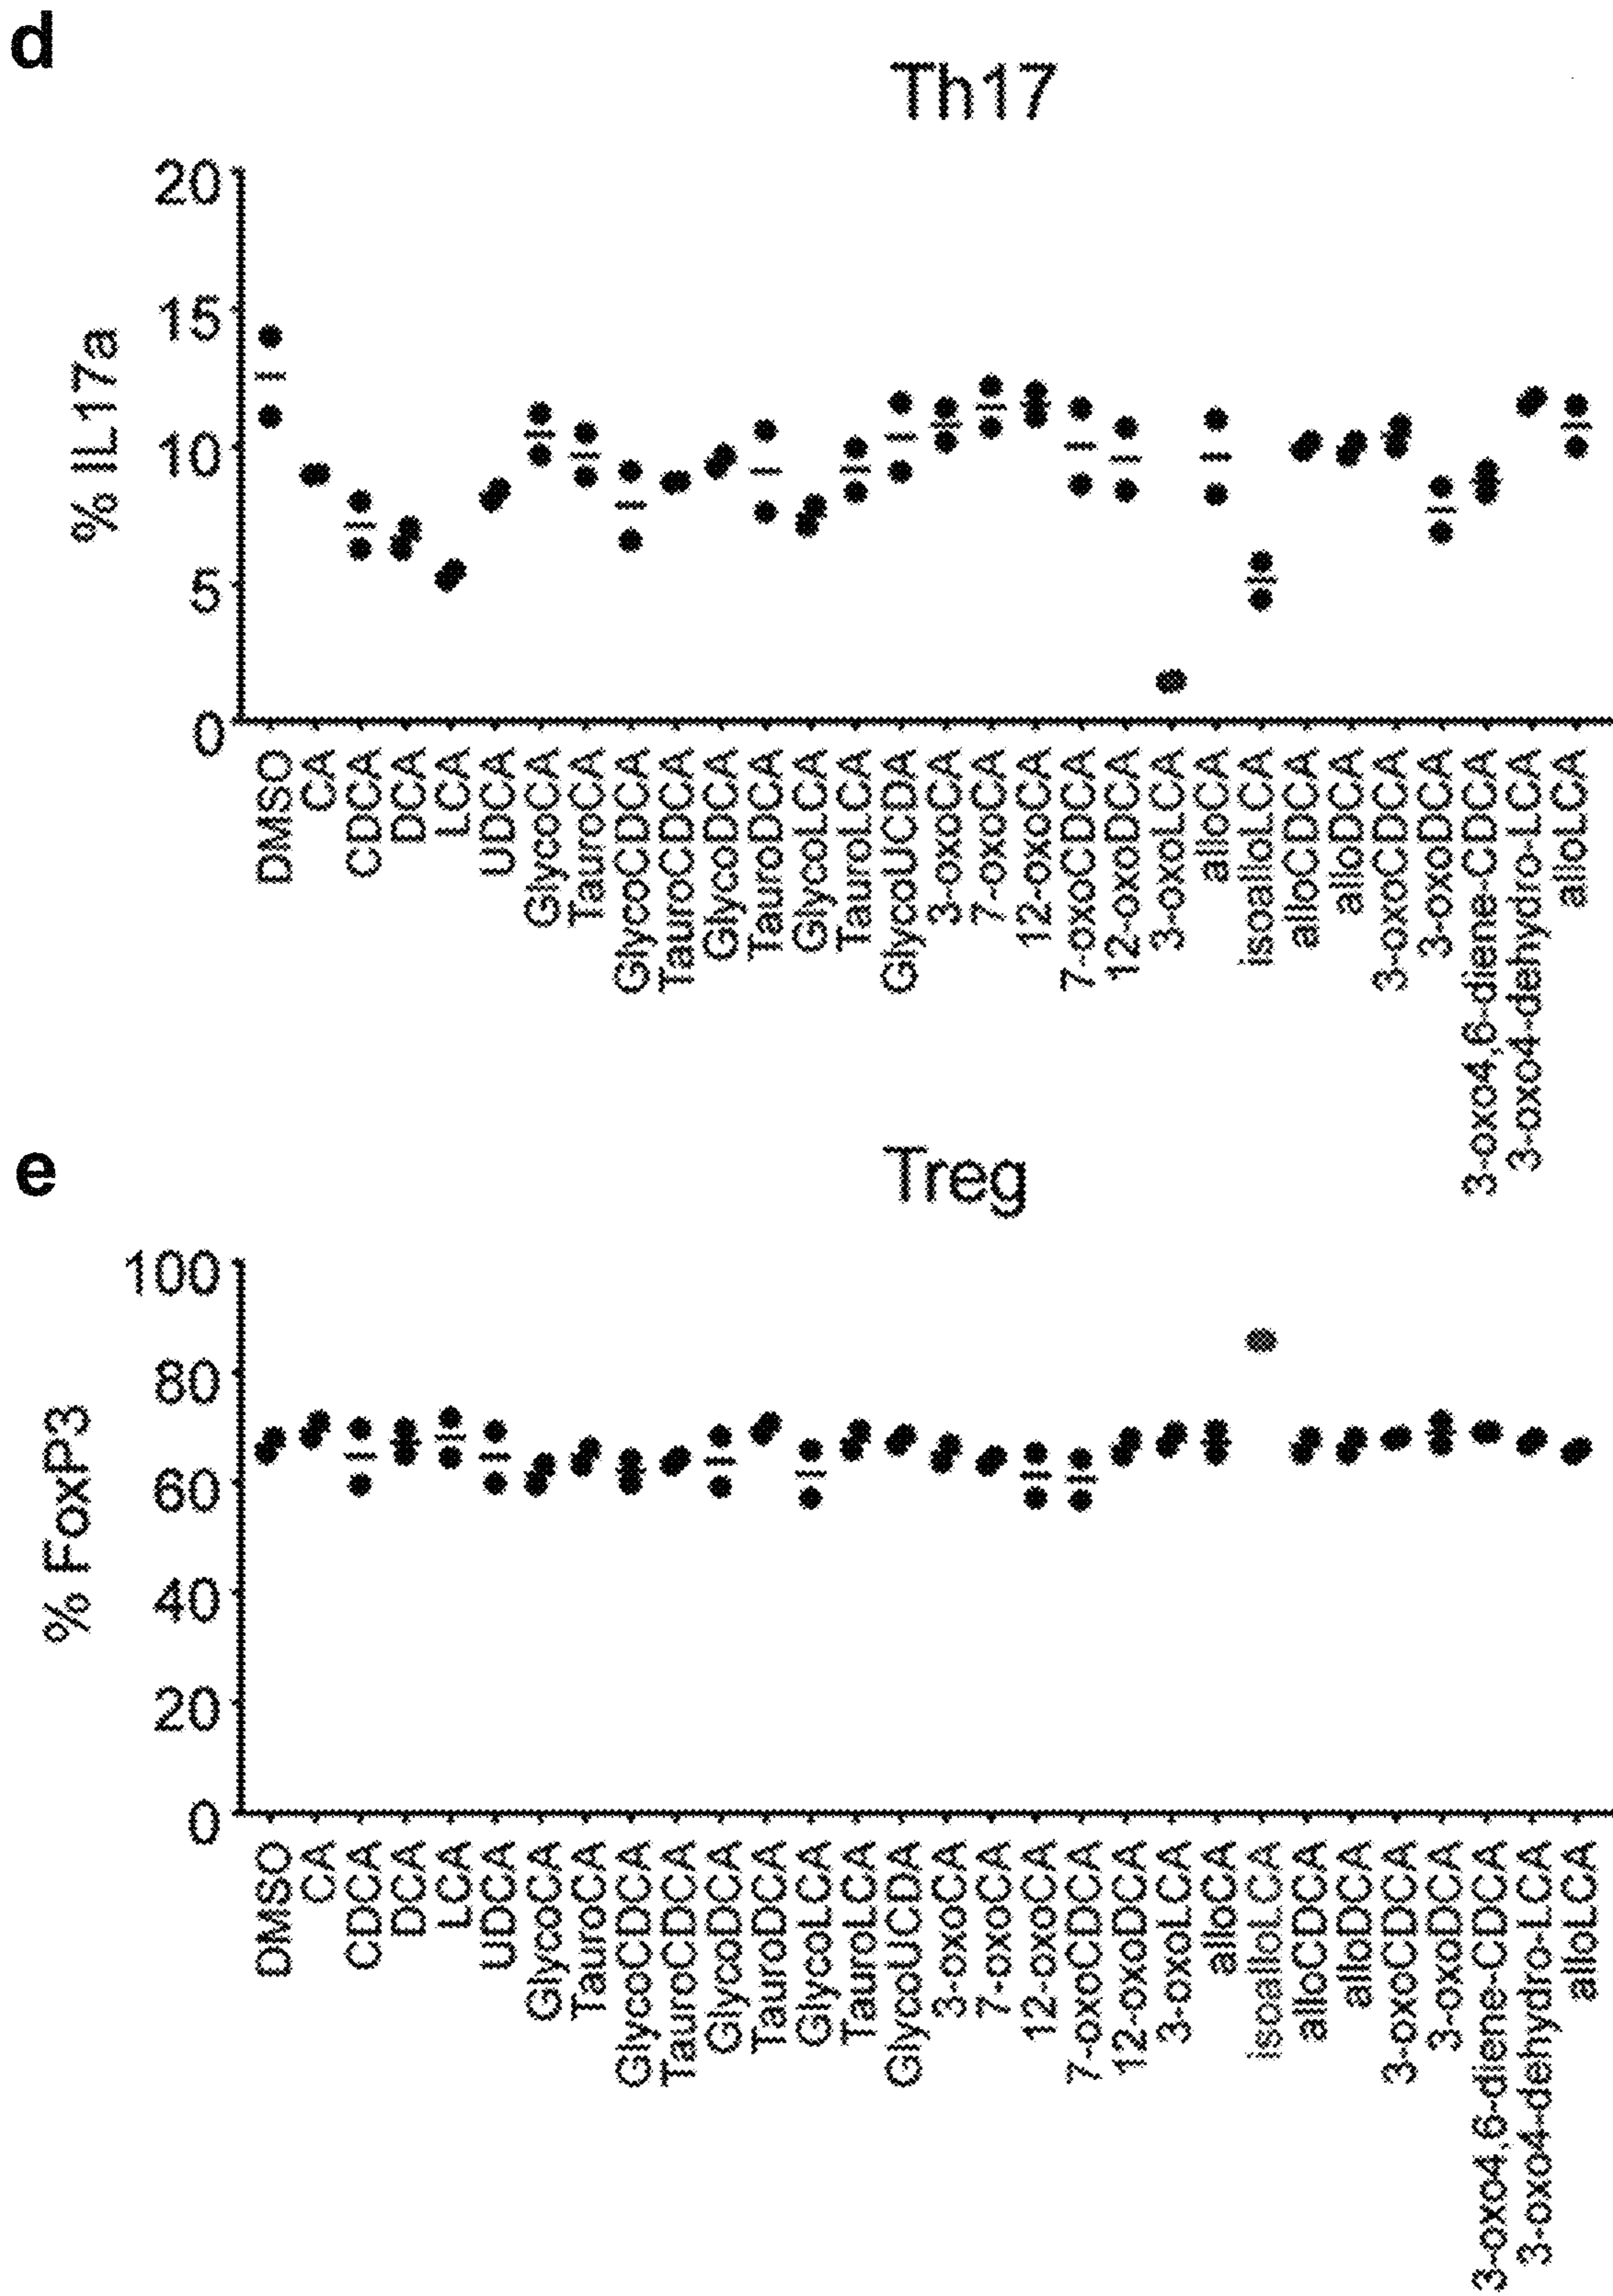 d
Th17
% IL17a
20
15
10
5
0
DMSO
CA
CDCA
DCA
LCA
UDCA
GlycoCA
TauroCA
GlycoCDCA
TauroCDCA
GlycoDCA
TauroDCA
GlycoLCA
TauroLCA
GlycoUCDA
3-oxoCA
7-oxoCA
12-oxoCA
7-oxoCDCA
12-oxoDCA
3-oxoLCA
alloCA
isoalloLCA
alloCDCA
alloDCA
3-oxoCDCA
3-oxoDCA
3-oxo4,6-diene-CDCA
3-oxo4-dehydro-LCA
alloLCA
e
Treg
% FoxP3
100
80
60
40
20
0
DMSO
CA
CDCA
DCA
LCA
UDCA
GlycoCA
TauroCA
GlycoCDCA
TauroCDCA
GlycoDCA
TauroDCA
GlycoLCA
TauroLCA
GlycoUCDA
3-oxoCA
7-oxoCA
12-oxoCA
7-oxoCDCA
12-oxoDCA
3-oxoLCA
alloCA
isoalloLCA
alloCDCA
alloDCA
3-oxoCDCA
3-oxoDCA
3-oxo4,6-diene-CDCA
3-oxo4-dehydro-LCA
alloLCA